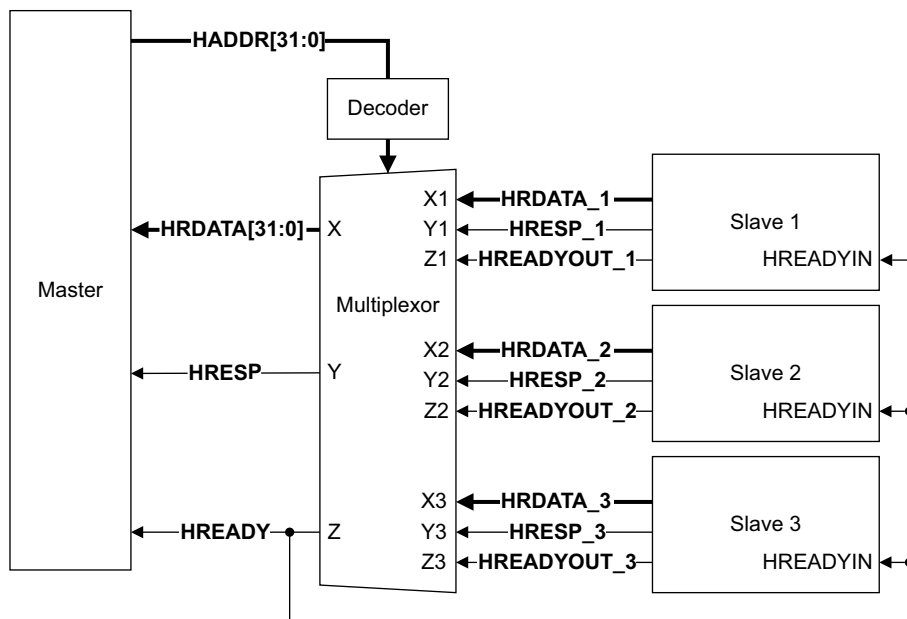 HADDR[31:0]
Decoder
Master
HRDATA[31:0]
HRESP
HREADY
X
Y
Z
Multiplexor
X1
Y1
Z1
X2
Y2
Z2
X3
Y3
Z3
HRDATA_1
HRESP_1
HREADYOUT_1
HRDATA_2
HRESP_2
HREADYOUT_2
HRDATA_3
HRESP_3
HREADYOUT_3
Slave 1
HREADYIN
Slave 2
HREADYIN
Slave 3
HREADYIN